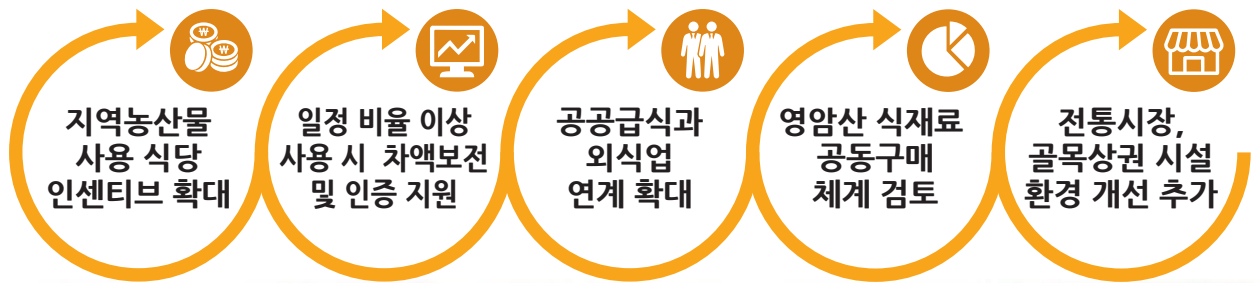 지역농산물
사용 식당
인센티브 확대
일정 비율 이상
사용 시 차액보전
및 인증 지원
공공급식과
외식업
연계 확대
영암산 식재료
공동구매
체계 검토
전통시장,
골목상권 시설
환경 개선 추가